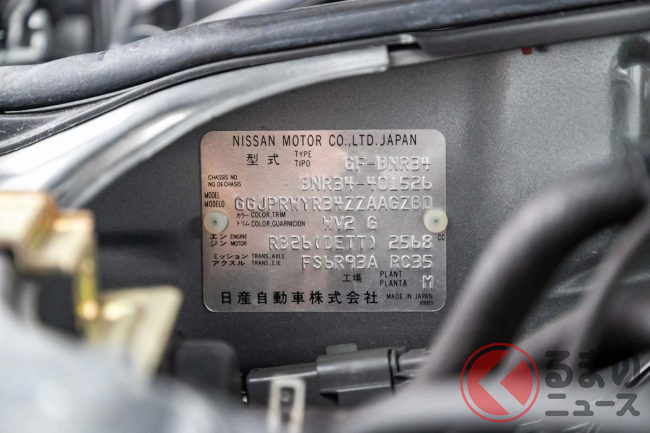 NISSAN MOTOR CO.,LTD. JAPAN
型式 TYPE TIPO GF-BNR34
CHASSIS NO. NO. DECHASIS BNR34-401526
MODEL MODELO GGJPRWYR34ZZAAGZBD
カラー COLOR, TRIM トリム COLOR, GUARNICION WV2 G
エンジン ENGINE MOTOR R326(DETT) 2568 CC
ミッション TRANS, AXLE アクスル TRANS, EJE FS6R93A RC35
工場 PLANT PLANTA M
日産自動車株式会社 MADE IN JAPAN
くるまのニュース